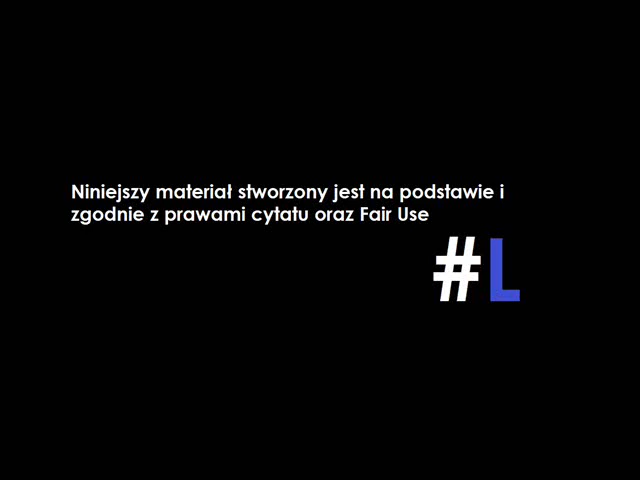 Niniejszy materiał stworzony jest na podstawie i
zgodnie z prawami cytatu oraz Fair Use
#L